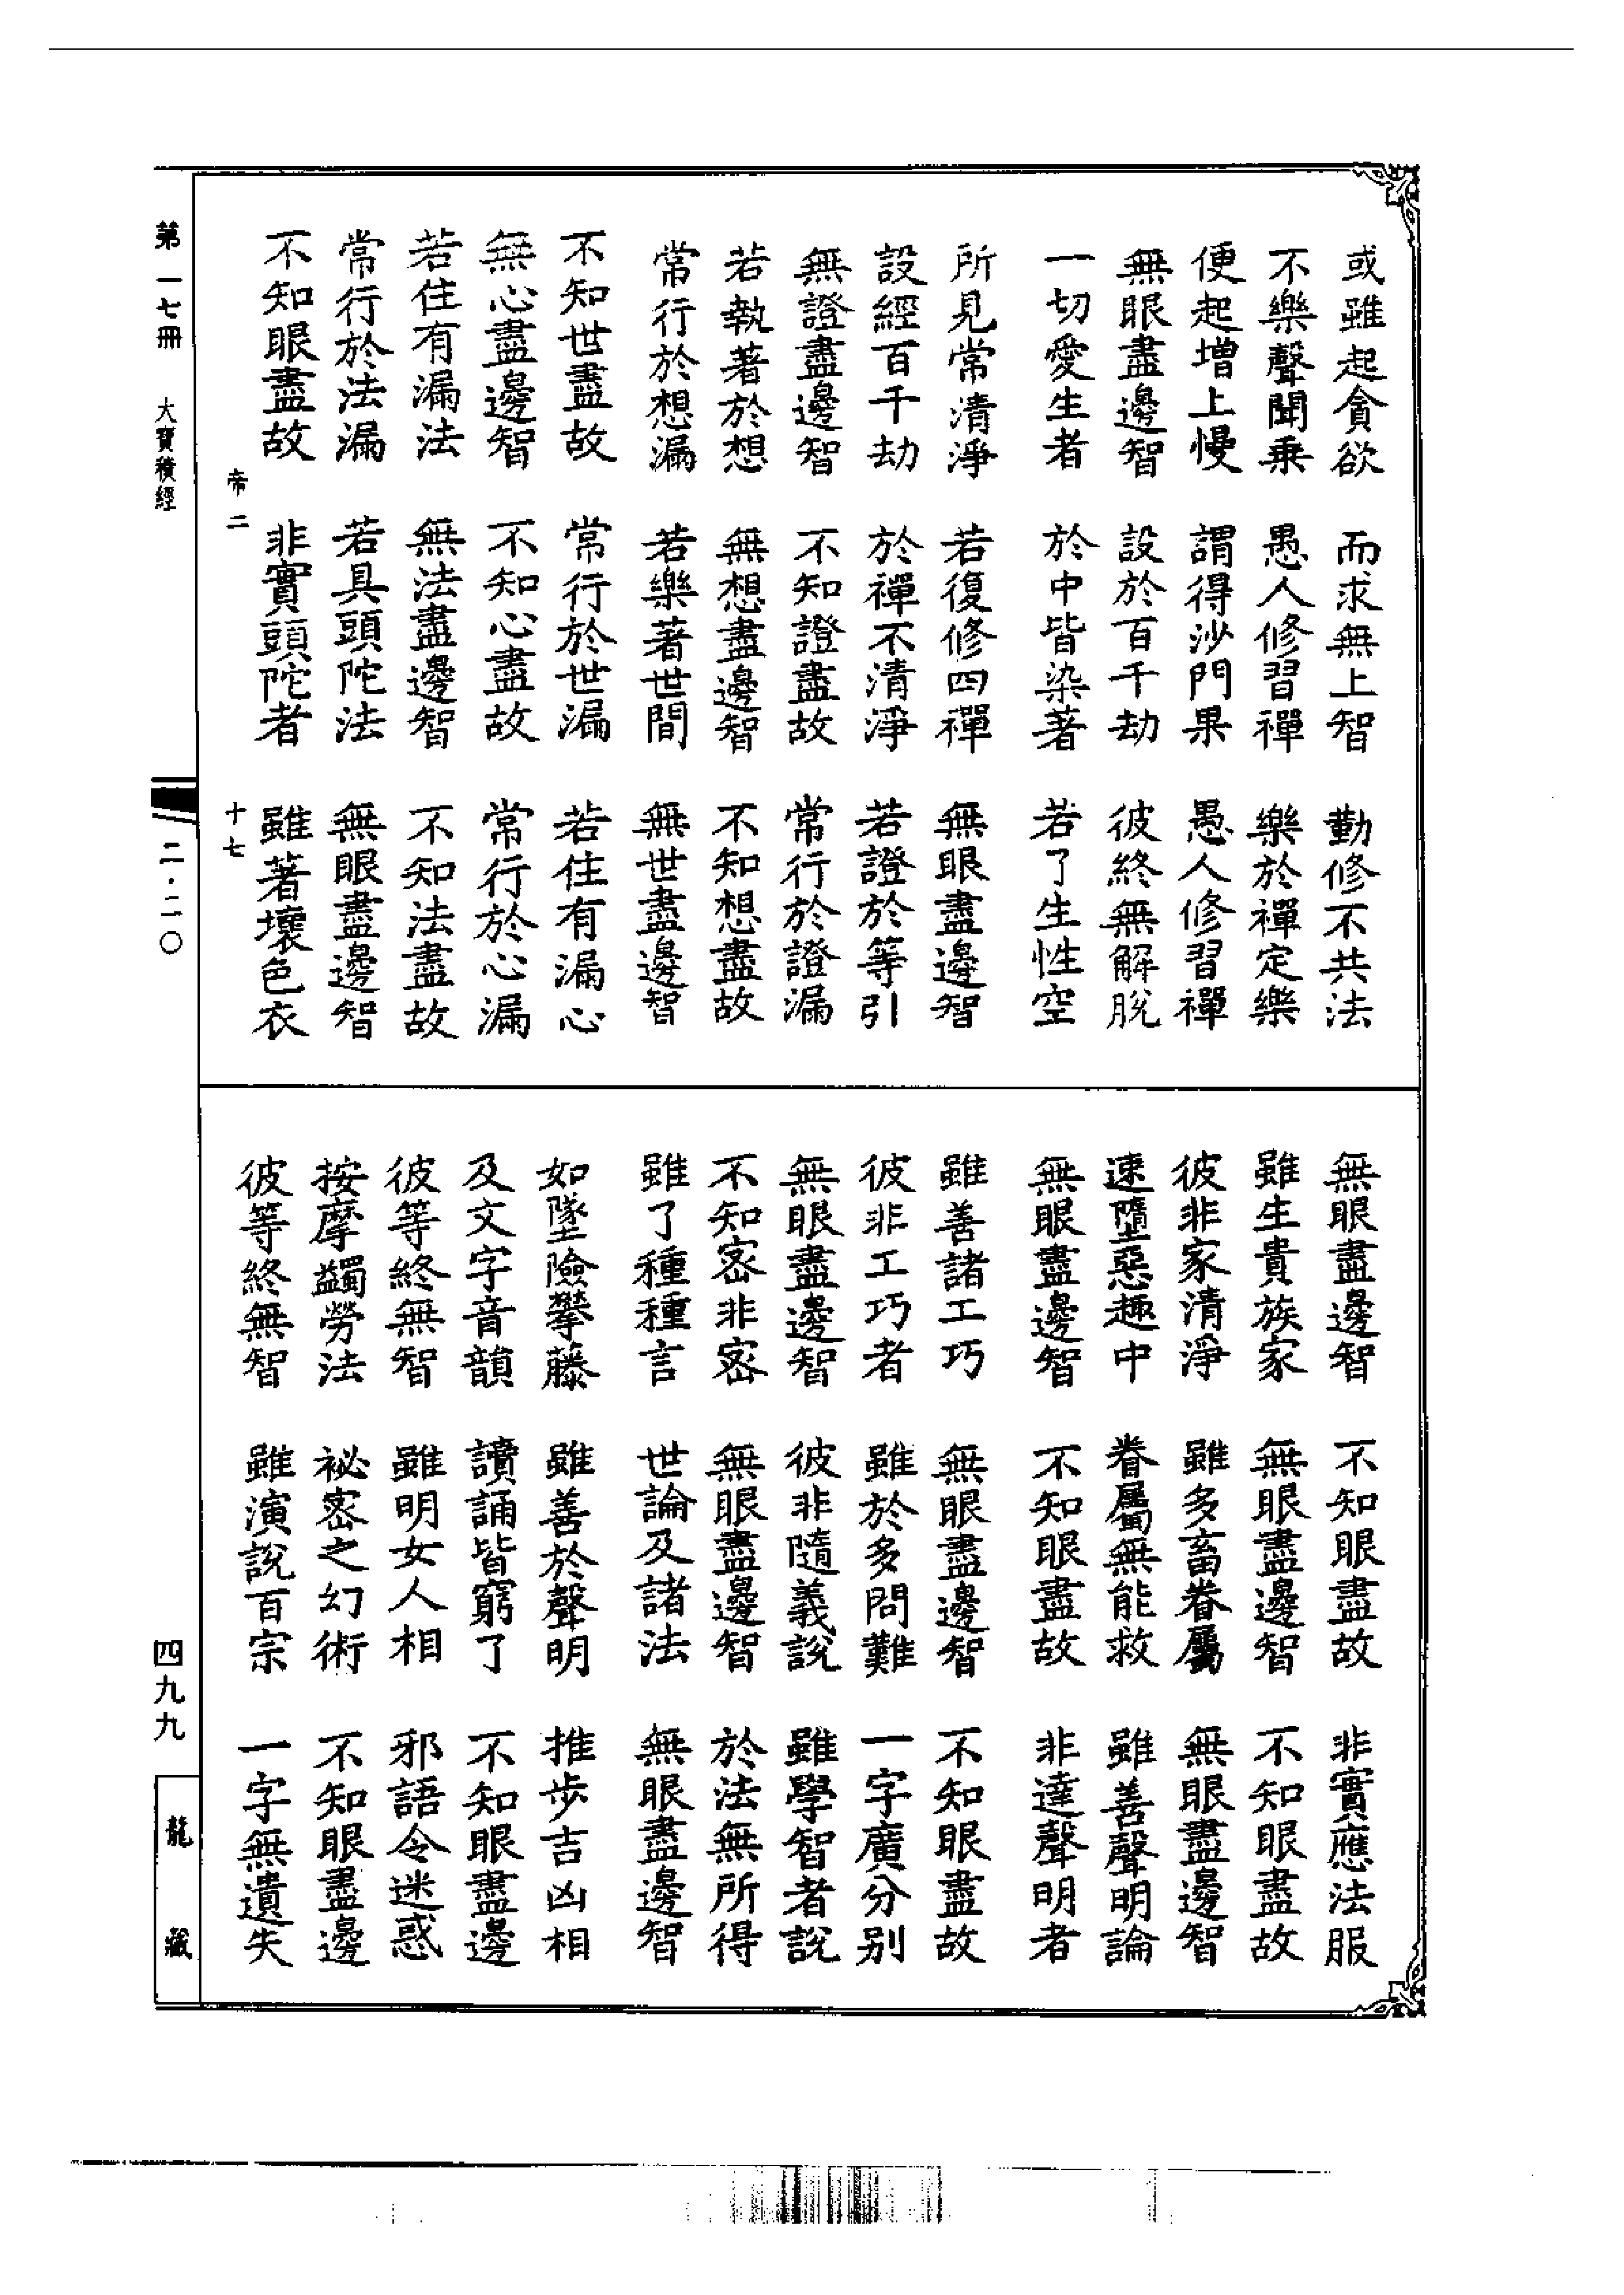 或雖起貪欲　而求無上智　勤修不共法
不樂聲聞乗　愚人修習禪　樂於禪定樂
便起增上慢　謂得沙門果　愚人修習禪
無眼盡邊智　設於百千劫　彼終無解脫
一切愛生者　於中皆染著　若了生性空
所見常清淨　若復修四禪　無眼盡邊智
設經百千劫　於禪不清淨　若證於等引
無證盡邊智　不知證盡故　常行於證漏
若執著於想　無想盡邊智　不知想盡故
常行於想漏　若樂著世間　無世盡邊智
不知世盡故　常行於世漏　若住有漏心
無心盡邊智　不知心盡故　常行於心漏
若住有漏法　無法盡邊智　不知法盡故
常行於法漏　若具頭陀法　無眼盡邊智
不知眼盡故　非實頭陀者　雖著壞色衣
帝二　十七
無眼盡邊智　不知眼盡故　非實應法服
雖生貴族家　無眼盡邊智　不知眼盡故
彼非家清淨　雖多畜眷屬　無眼盡邊智
速墮惡趣中　眷屬無能救　雖善聲明論
無眼盡邊智　不知眼盡故　非達聲明者
雖善諸工巧　無眼盡邊智　不知眼盡故
彼非工巧者　雖於多問難　一字廣分別
無眼盡邊智　彼非隨義說　雖學智者說
不知密非密　無眼盡邊智　於法無所得
雖了種種言　世論及諸法　無眼盡邊智
如墜險攀藤　雖善於聲明　推步吉凶相
及文字音韻　讀誦皆窮了　不知眼盡邊
彼等終無智　雖明女人相　邪語令迷惑
按摩蠲勞法　祕密之幻術　不知眼盡邊
彼等終無智　雖演說百宗　一字無遺失
第一七冊　大寶積經　二·二〇　四九九　龍藏